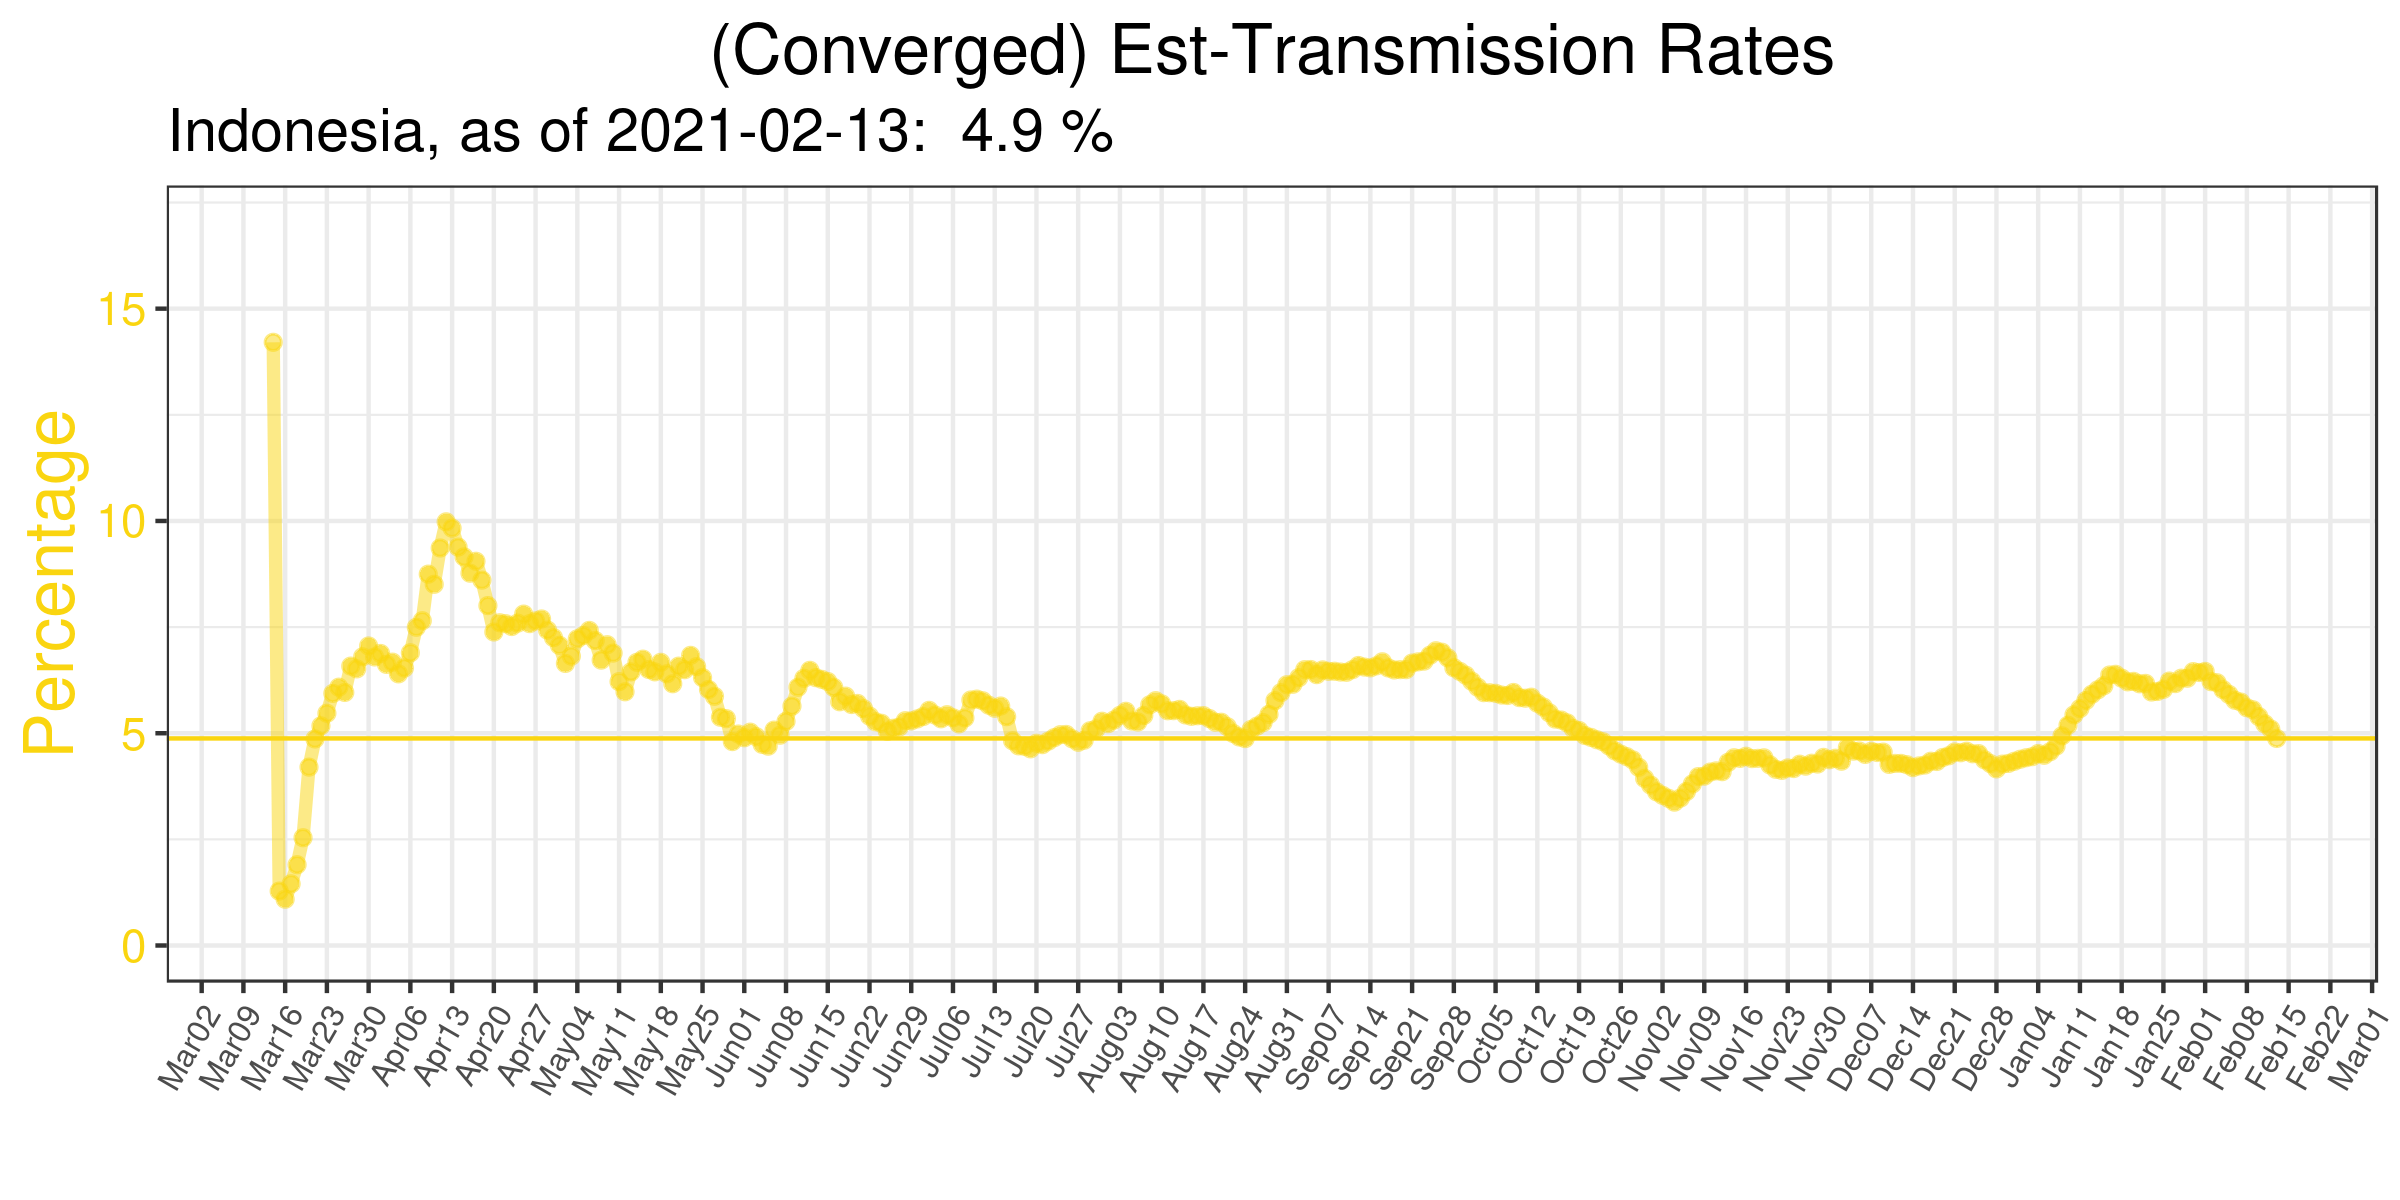 (Converged) Est-Transmission Rates
Indonesia, as of 2021-02-13:  4.9 %
Percentage
15
10
5
0
Mar02
Mar09
Mar16
Mar23
Mar30
Apr06
Apr13
Apr20
Apr27
May04
May11
May18
May25
Jun01
Jun08
Jun15
Jun22
Jun29
Jul06
Jul13
Jul20
Jul27
Aug03
Aug10
Aug17
Aug24
Aug31
Sep07
Sep14
Sep21
Sep28
Oct05
Oct12
Oct19
Oct26
Nov02
Nov09
Nov16
Nov23
Nov30
Dec07
Dec14
Dec21
Dec28
Jan04
Jan11
Jan18
Jan25
Feb01
Feb08
Feb15
Feb22
Mar01